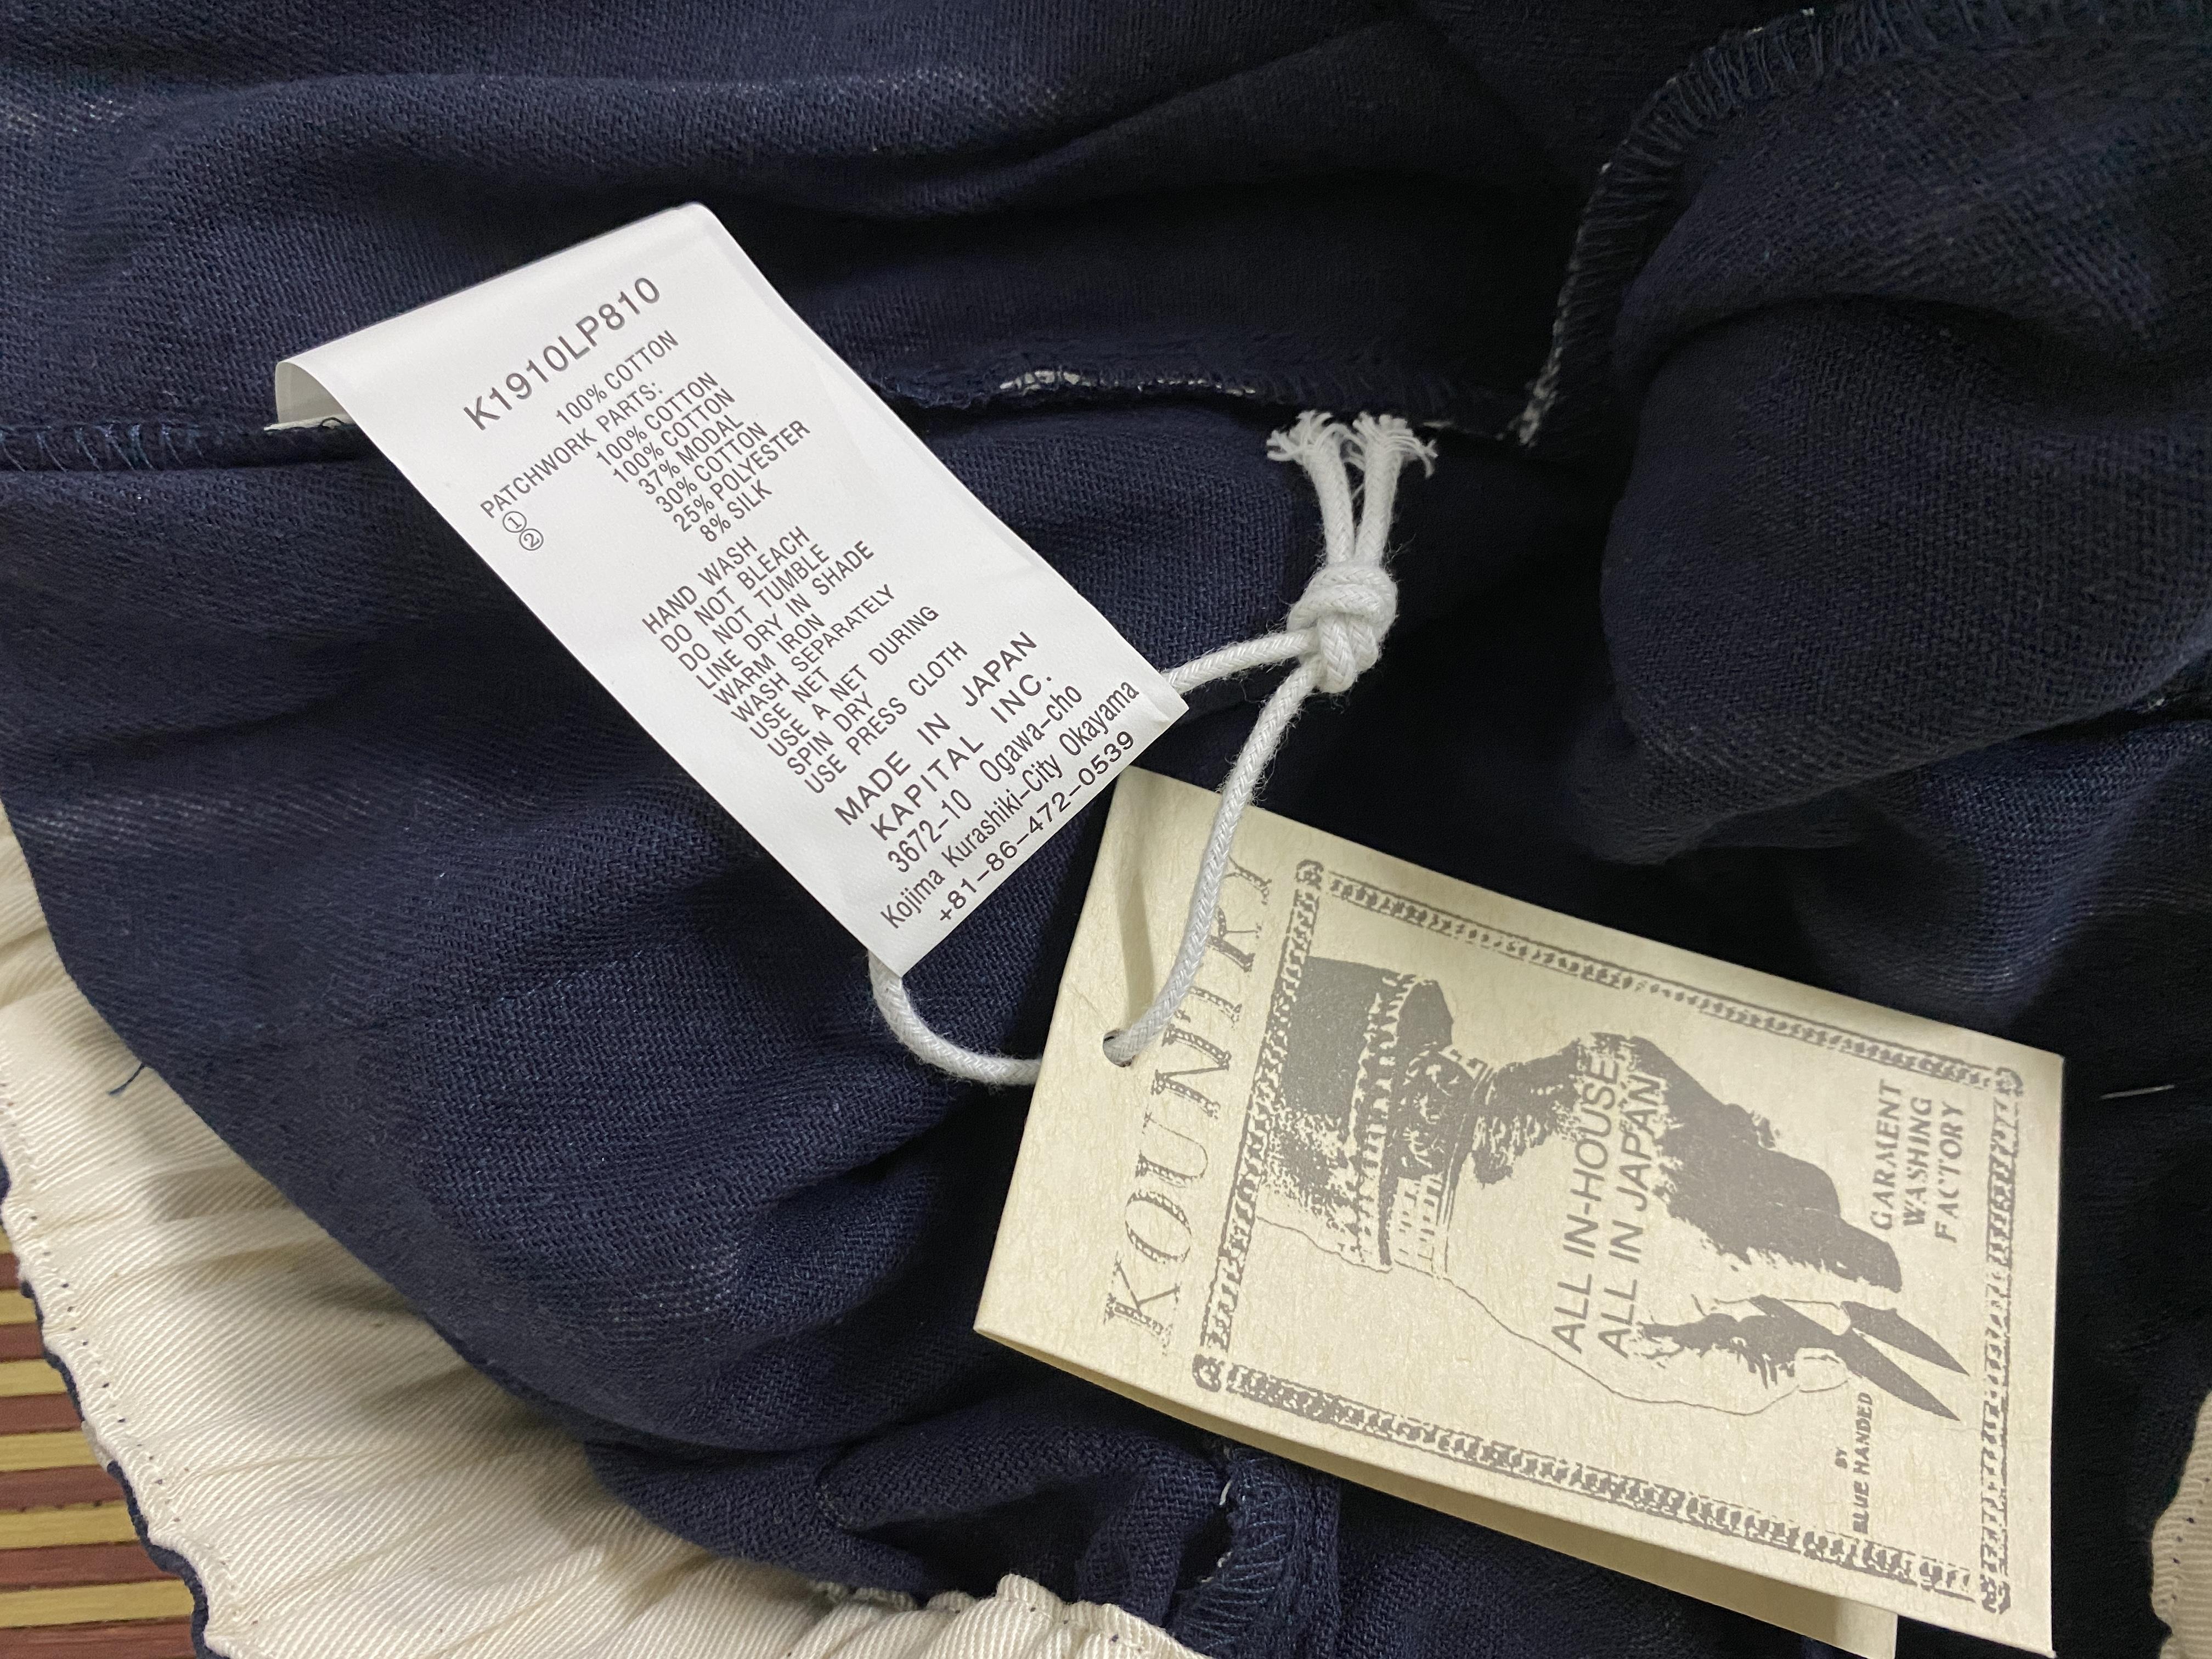 K1910LP810
100% COTTON
PATCHWORK PARTS:
① 100% COTTON
② 100% COTTON
37% MODAL
30% COTTON
25% POLYESTER
8% SILK
HAND WASH
DO NOT BLEACH
DO NOT TUMBLE
LINE DRY IN SHADE
WARM IRON
WASH SEPARATELY
USE NET
USE A NET DURING
SPIN DRY
USE PRESS CLOTH
MADE IN JAPAN
KAPITAL INC.
3672-10 Ogawa-cho
Kojima Kurashiki-City Okayama
+81-86-472-0539
KOUNTRY
ALL IN-HOUSE!
ALL IN JAPAN!
GARMENT
WASHING
FACTORY
BY
BLUE HANDED